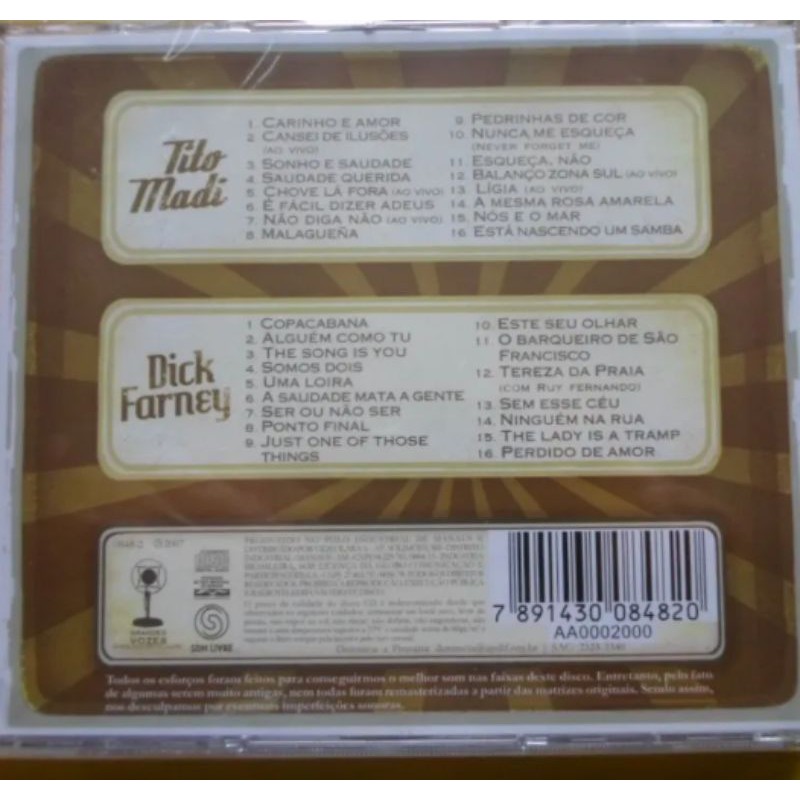 Tito
Madi
1 CARINHO E AMOR
2 CANSEI DE ILUSÕES
(AO VIVO)
3 SONHO E SAUDADE
4 SAUDADE QUERIDA
5 CHOVE LÁ FORA (AO VIVO)
6 É FÁCIL DIZER ADEUS
7 NÃO DIGA NÃO (AO VIVO)
8 MALAGUEÑA
9. PEDRINHAS DE COR
10. NUNCA ME ESQUEÇA
(NEVER FORGET ME)
11 ESQUEÇA, NÃO
12. BALANÇO ZONA SUL (AO VIVO)
13 LÍGIA (AO VIVO)
14 A MESMA ROSA AMARELA
15. NÓS E O MAR
16. ESTÁ NASCENDO UM SAMBA
Dick
Farney
1 COPACABANA
2. ALGUÉM COMO TU
3 THE SONG IS YOU
4. SOMOS DOIS
5. UMA LOIRA
6. A SAUDADE MATA A GENTE
7. SER OU NÃO SER
8. PONTO FINAL
9. JUST ONE OF THOSE
THINGS
10. ESTE SEU OLHAR
11 O BARQUEIRO DE SÃO
FRANCISCO
12. TEREZA DA PRAIA
(COM RUY FERNANDO)
13. SEM ESSE CÉU
14. NINGUÉM NA RUA
15. THE LADY IS A TRAMP
16. PERDIDO DE AMOR
GRANDES
VOZES
SOM LIVRE
7 891430 084820
AA0002000
Todos os esforços foram feitos para conseguirmos o melhor som nas faixas deste disco. Entretanto, pelo fato
de algumas serem muito antigas, nem todas foram remasterizadas a partir das matrizes originais. Sendo assim,
nos desculpamos por eventuais imperfeições sonoras.